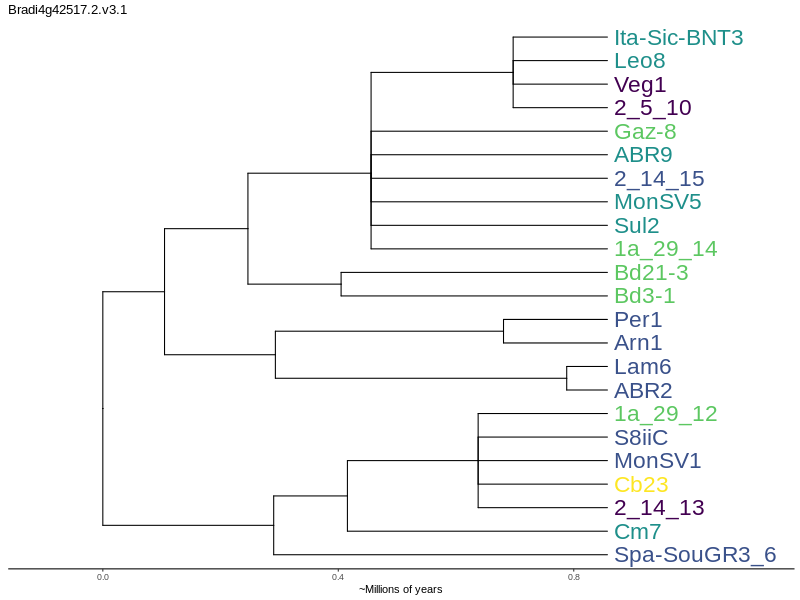 Bradi4g42517.2.v3.1
Ita-Sic-BNT3
Leo8
Veg1
2_5_10
Gaz-8
ABR9
2_14_15
MonSV5
Sul2
1a_29_14
Bd21-3
Bd3-1
Per1
Arn1
Lam6
ABR2
1a_29_12
S8iiC
MonSV1
Cb23
2_14_13
Cm7
Spa-SouGR3_6
0.0 0.4 0.8
~Millions of years